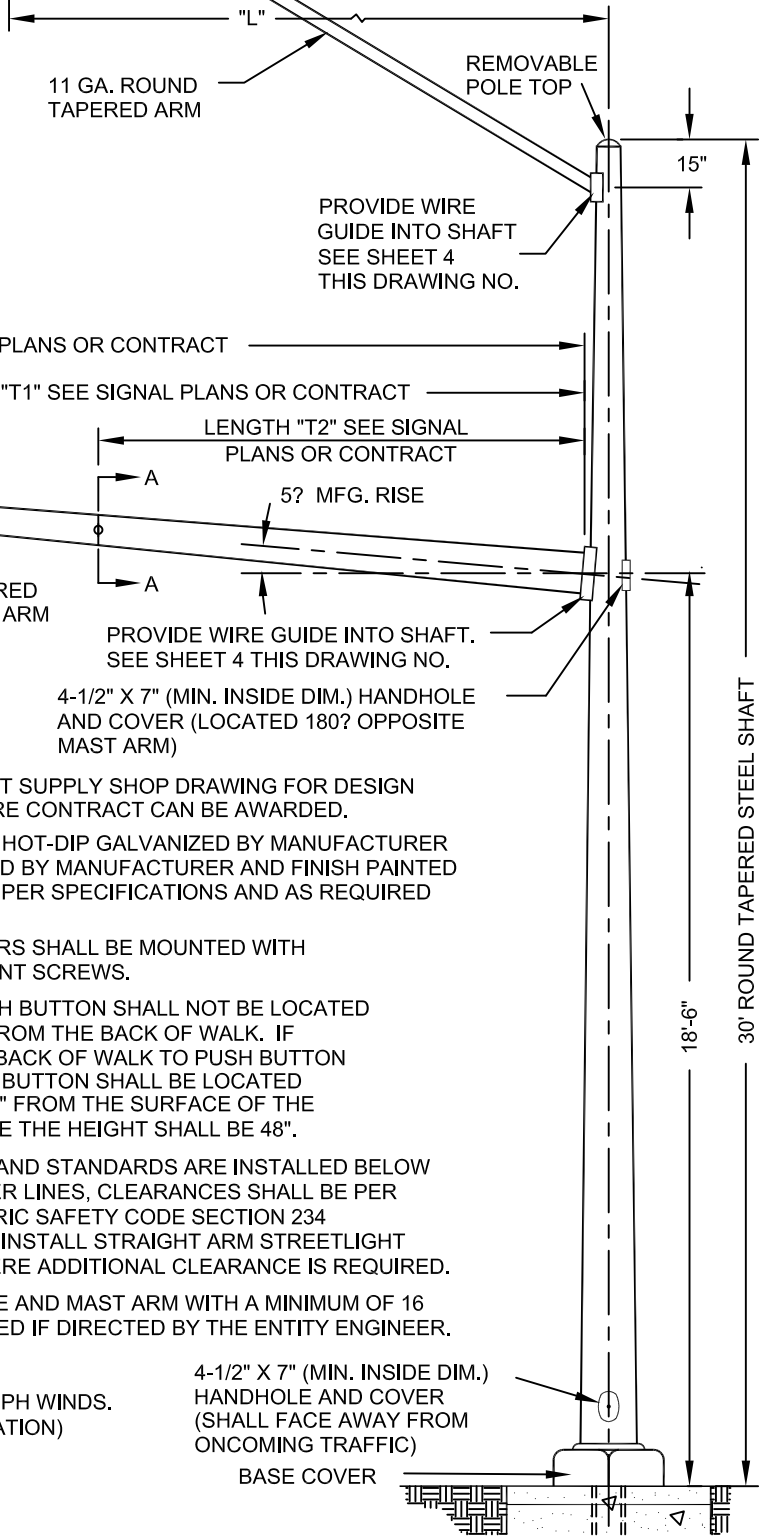 "L"
11 GA. ROUND
TAPERED ARM
REMOVABLE
POLE TOP
15"
PROVIDE WIRE
GUIDE INTO SHAFT
SEE SHEET 4
THIS DRAWING NO.
PLANS OR CONTRACT
"T1" SEE SIGNAL PLANS OR CONTRACT
LENGTH "T2" SEE SIGNAL
PLANS OR CONTRACT
A
5? MFG. RISE
A
RED
ARM
PROVIDE WIRE GUIDE INTO SHAFT.
SEE SHEET 4 THIS DRAWING NO.
4-1/2" X 7" (MIN. INSIDE DIM.) HANDHOLE
AND COVER (LOCATED 180? OPPOSITE
MAST ARM)
T SUPPLY SHOP DRAWING FOR DESIGN
RE CONTRACT CAN BE AWARDED.
HOT-DIP GALVANIZED BY MANUFACTURER
D BY MANUFACTURER AND FINISH PAINTED
PER SPECIFICATIONS AND AS REQUIRED
RS SHALL BE MOUNTED WITH
NT SCREWS.
H BUTTON SHALL NOT BE LOCATED
FROM THE BACK OF WALK. IF
BACK OF WALK TO PUSH BUTTON
BUTTON SHALL BE LOCATED
" FROM THE SURFACE OF THE
E THE HEIGHT SHALL BE 48".
AND STANDARDS ARE INSTALLED BELOW
ER LINES, CLEARANCES SHALL BE PER
RIC SAFETY CODE SECTION 234
INSTALL STRAIGHT ARM STREETLIGHT
ERE ADDITIONAL CLEARANCE IS REQUIRED.
E AND MAST ARM WITH A MINIMUM OF 16
ED IF DIRECTED BY THE ENTITY ENGINEER.
PH WINDS.
ATION)
4-1/2" X 7" (MIN. INSIDE DIM.)
HANDHOLE AND COVER
(SHALL FACE AWAY FROM
ONCOMING TRAFFIC)
BASE COVER
18'-6"
30' ROUND TAPERED STEEL SHAFT